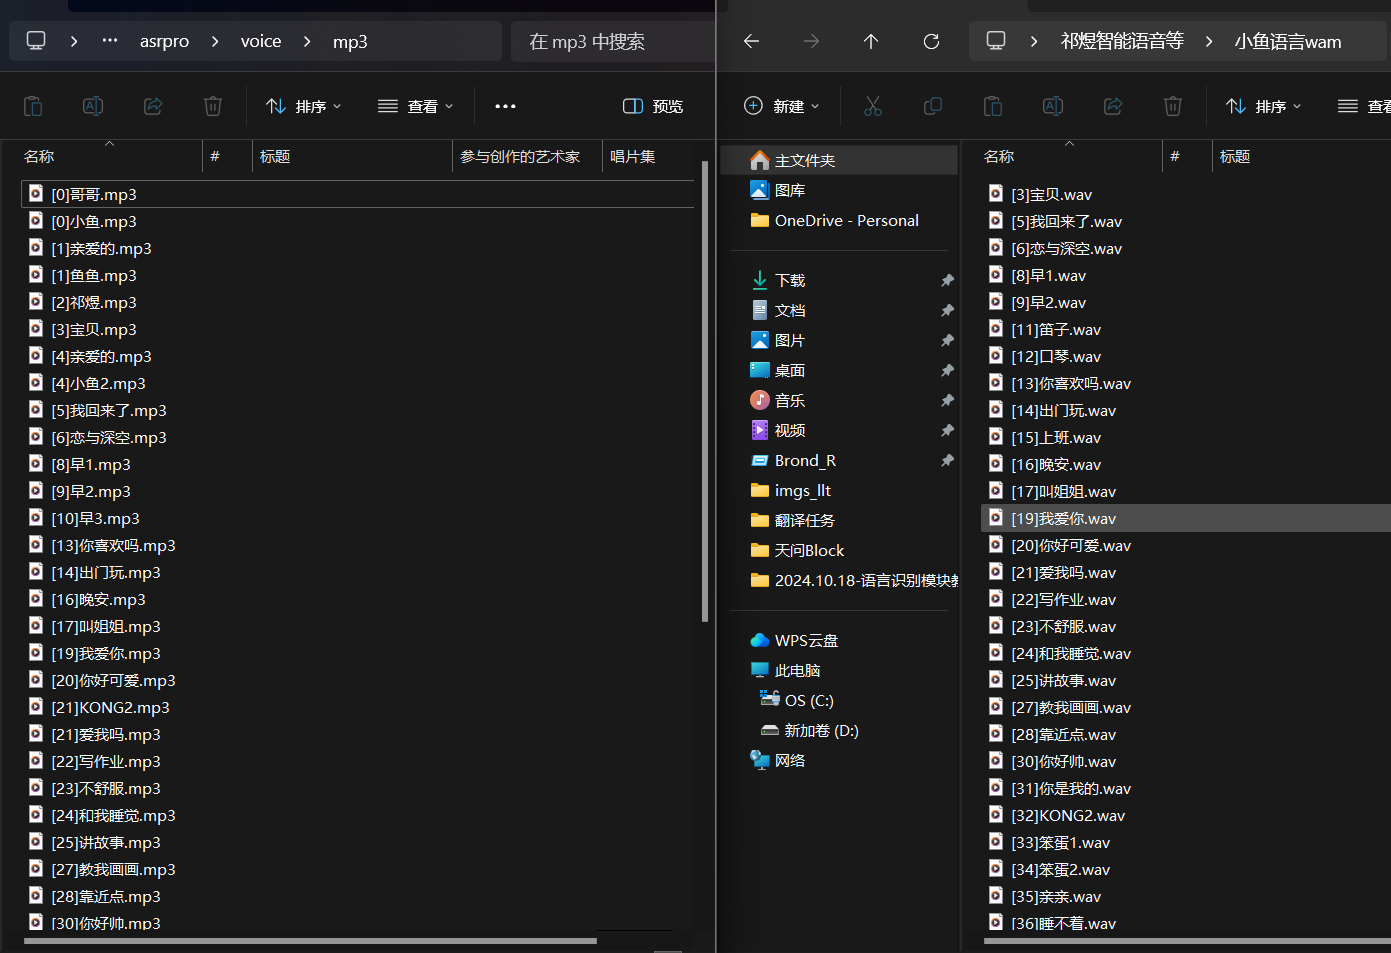 asrpro
voice
mp3
在 mp3 中搜索
排序
查看
预览
名称
#
标题
参与创作的艺术家
唱片集
[0]哥哥.mp3
[0]小鱼.mp3
[1]亲爱的.mp3
[1]鱼鱼.mp3
[2]祁煜.mp3
[3]宝贝.mp3
[4]亲爱的.mp3
[4]小鱼2.mp3
[5]我回来了.mp3
[6]恋与深空.mp3
[8]早1.mp3
[9]早2.mp3
[10]早3.mp3
[13]你喜欢吗.mp3
[14]出门玩.mp3
[16]晚安.mp3
[17]叫姐姐.mp3
[19]我爱你.mp3
[20]你好可爱.mp3
[21]KONG2.mp3
[21]爱我吗.mp3
[22]写作业.mp3
[23]不舒服.mp3
[24]和我睡觉.mp3
[25]讲故事.mp3
[27]教我画画.mp3
[28]靠近点.mp3
[30]你好帅.mp3
祁煜智能语音等
小鱼语言wam
新建
排序
查看
主文件夹
图库
OneDrive - Personal
下载
文档
图片
桌面
音乐
视频
Brond_R
imgs_llt
翻译任务
天问Block
2024.10.18-语言识别模块教
WPS云盘
此电脑
OS (C:)
新加卷 (D:)
网络
名称
#
标题
[3]宝贝.wav
[5]我回来了.wav
[6]恋与深空.wav
[8]早1.wav
[9]早2.wav
[11]笛子.wav
[12]口琴.wav
[13]你喜欢吗.wav
[14]出门玩.wav
[15]上班.wav
[16]晚安.wav
[17]叫姐姐.wav
[19]我爱你.wav
[20]你好可爱.wav
[21]爱我吗.wav
[22]写作业.wav
[23]不舒服.wav
[24]和我睡觉.wav
[25]讲故事.wav
[27]教我画画.wav
[28]靠近点.wav
[30]你好帅.wav
[31]你是我的.wav
[32]KONG2.wav
[33]笨蛋1.wav
[34]笨蛋2.wav
[35]亲亲.wav
[36]睡不着.wav